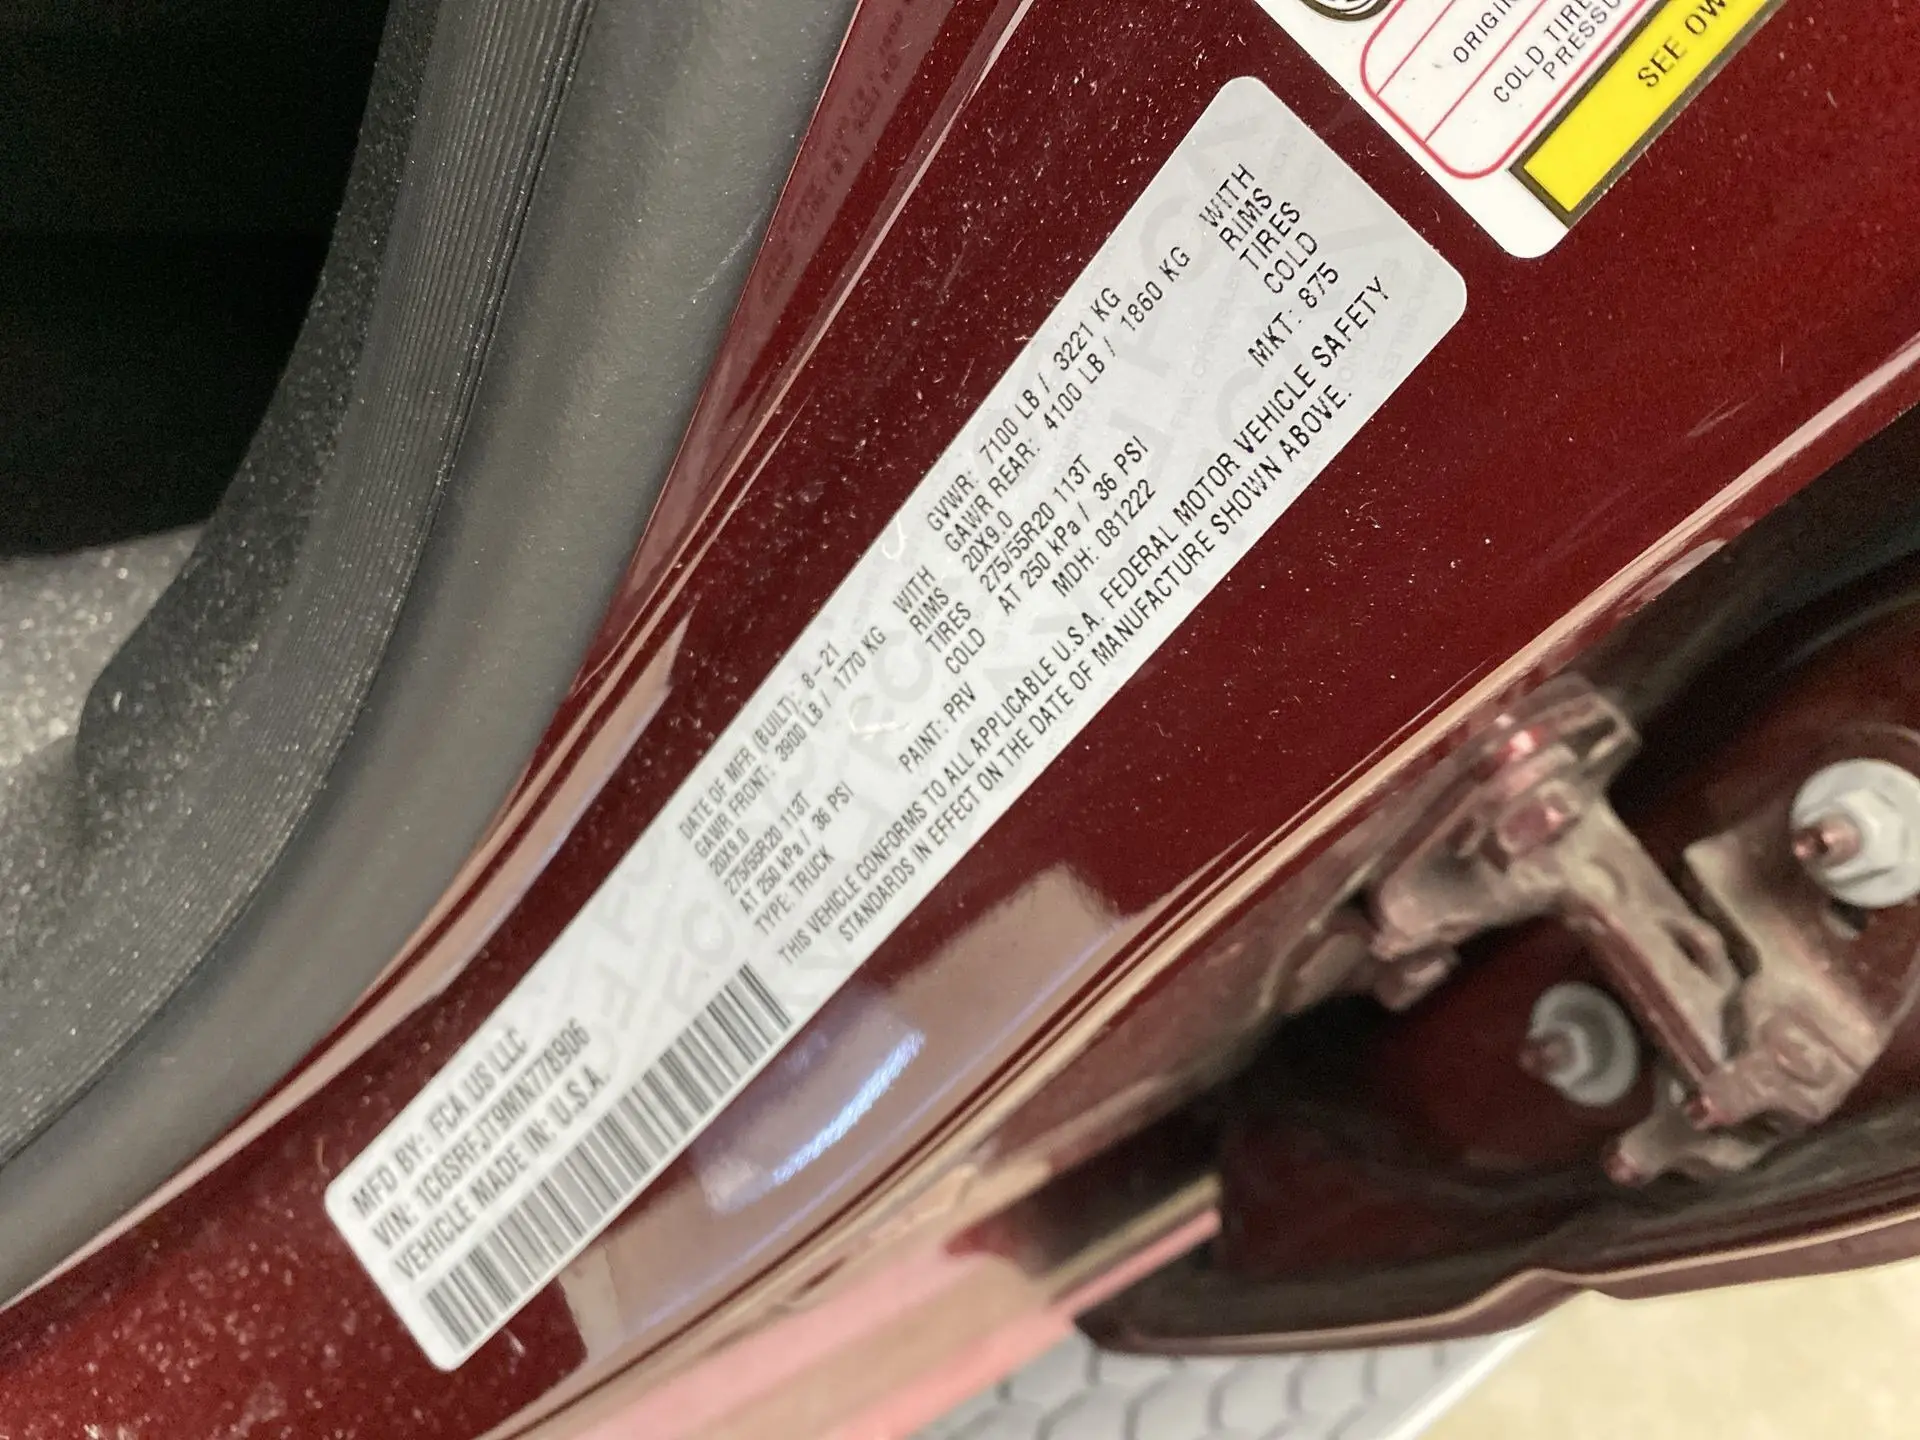 MFD BY: FCA US LLC
VIN: 1C6SRFJT9MN778906
VEHICLE MADE IN: U.S.A.
DATE OF MFR (BUILT): 8-21
GAWR FRONT: 3900 LB / 1770 KG WITH
20X9.0 RIMS
275/55R20 113T TIRES
AT 250 kPa / 36 PSI COLD
TYPE: TRUCK PAINT: PRV
GVWR: 7100 LB / 3221 KG
GAWR REAR: 4100 LB / 1860 KG WITH
20X9.0 RIMS
275/55R20 113T TIRES
AT 250 kPa / 36 PSI COLD
MDH: 081222 MKT: 875
THIS VEHICLE CONFORMS TO ALL APPLICABLE U.S.A. FEDERAL MOTOR VEHICLE SAFETY
STANDARDS IN EFFECT ON THE DATE OF MANUFACTURE SHOWN ABOVE.
COLD TIRE
SEE